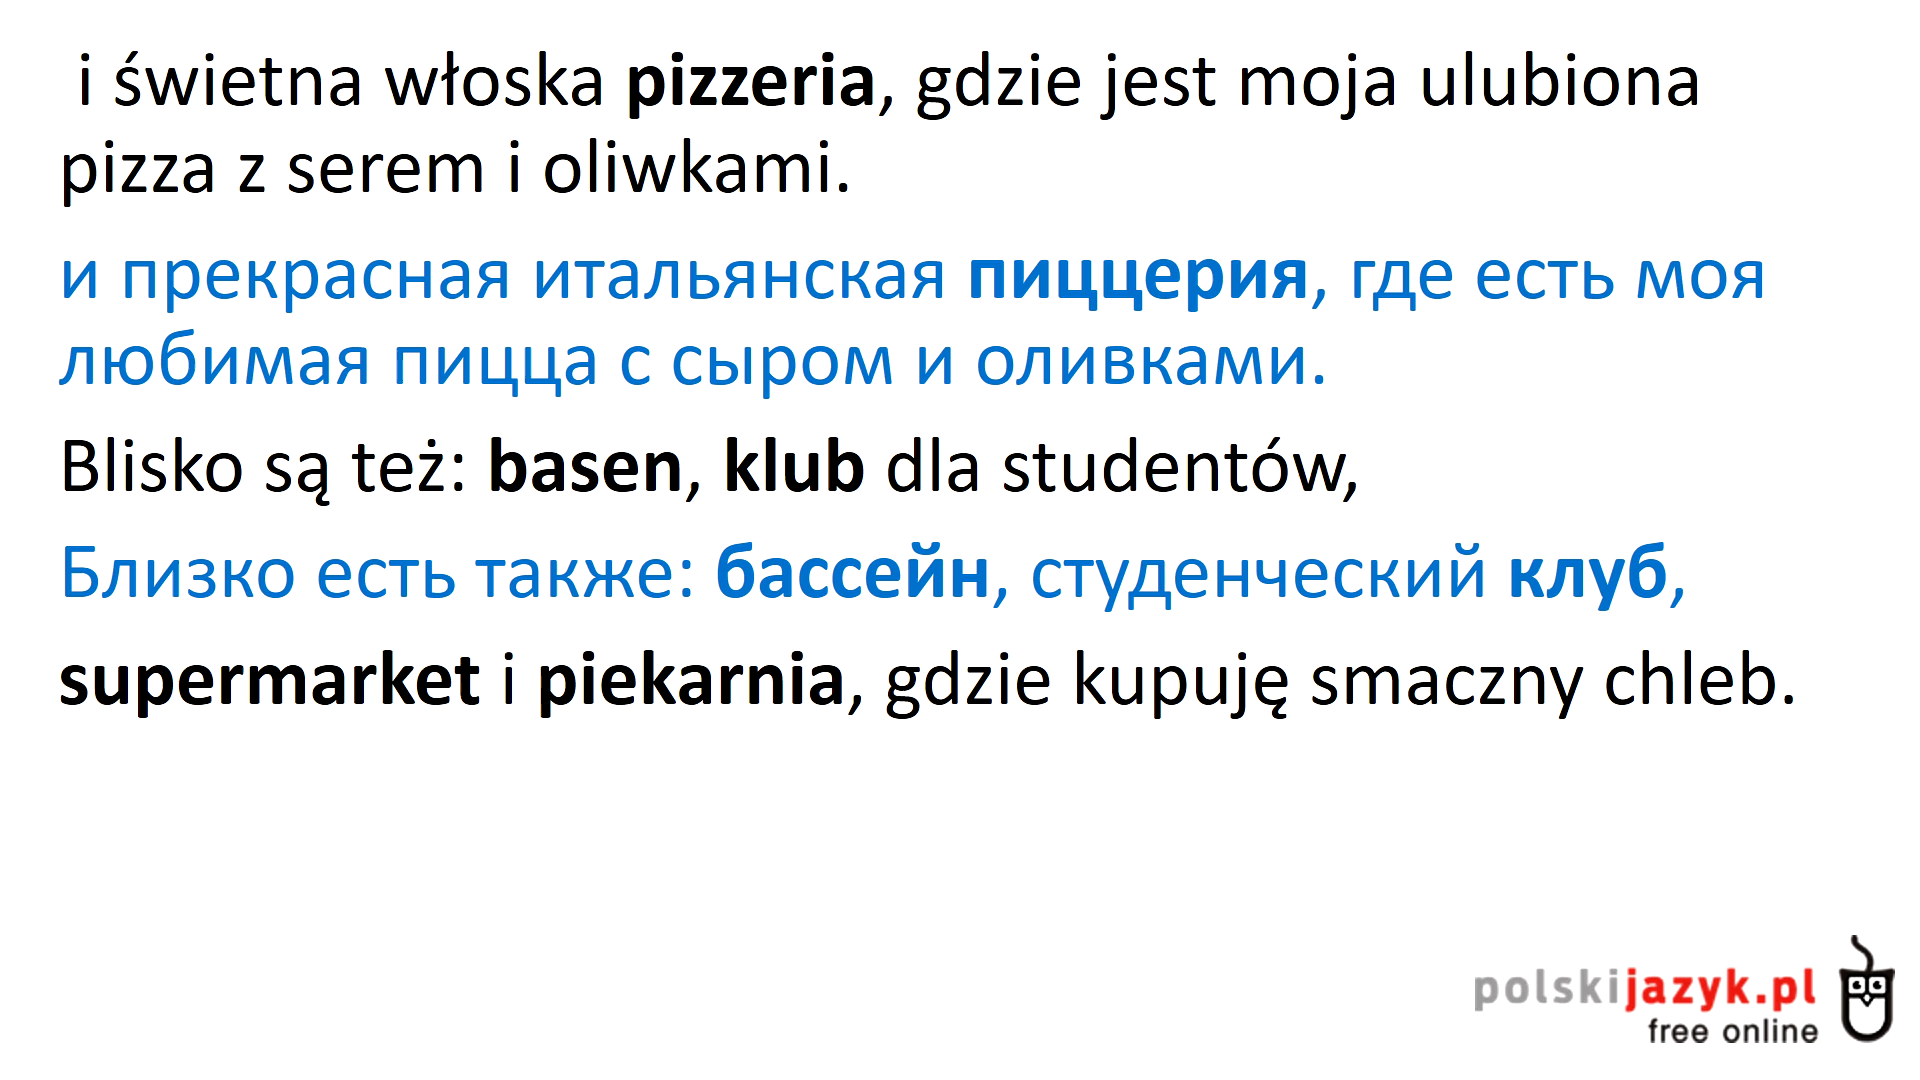 i świetna włoska pizzeria, gdzie jest moja ulubiona
pizza z serem i oliwkami.
и прекрасная итальянская пиццерия, где есть моя
любимая пицца с сыром и оливками.
Blisko są też: basen, klub dla studentów,
Близко есть также: бассейн, студенческий клуб,
supermarket i piekarnia, gdzie kupuję smaczny chleb.
polskijazyk.pl
free online